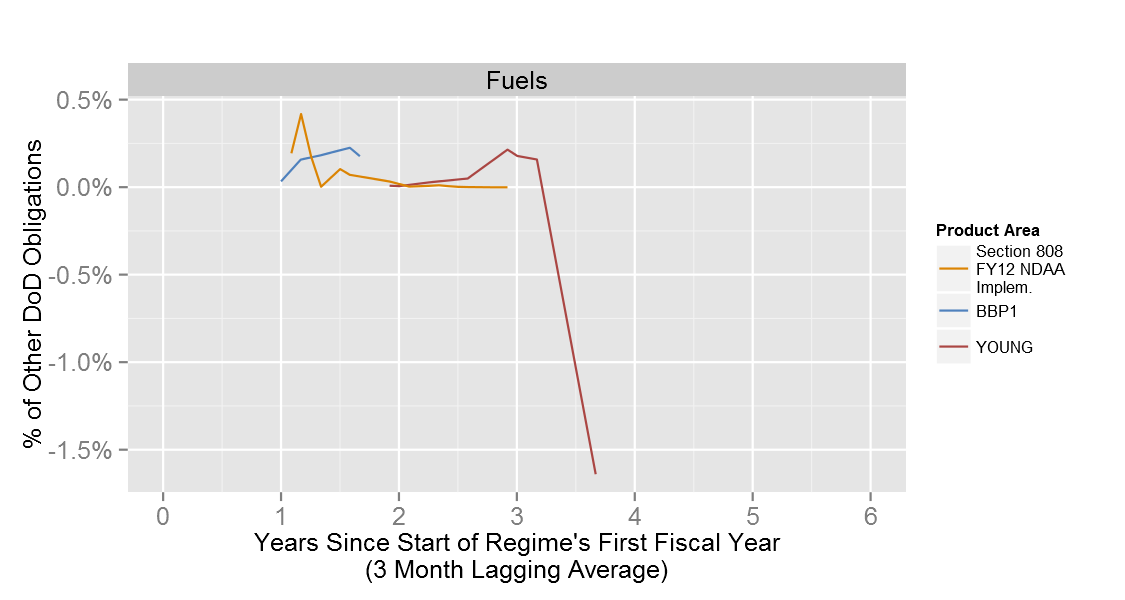 Fuels
0.5%
0.0%
-0.5%
-1.0%
-1.5%
% of Other DoD Obligations
0 1 2 3 4 5 6
Years Since Start of Regime's First Fiscal Year
(3 Month Lagging Average)
Product Area
Section 808
FY12 NDAA
Implem.
BBP1
YOUNG